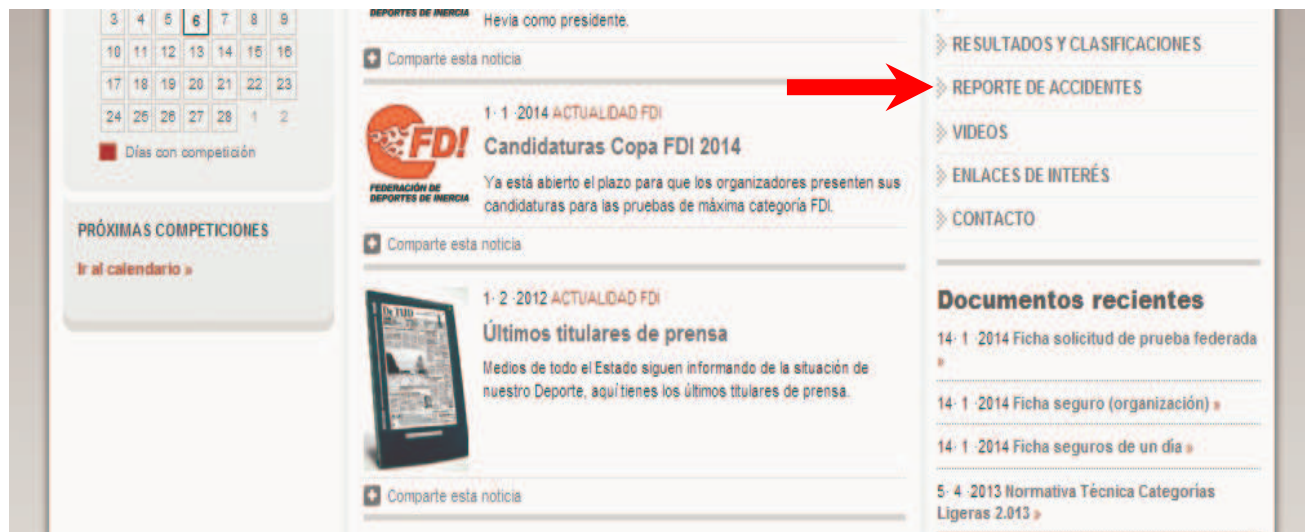 3 4 5 6 7 8 9
10 11 12 13 14 15 16
17 18 19 20 21 22 23
24 25 26 27 28 1 2
Días con competición
PRÓXIMAS COMPETICIONES
Ir al calendario »
DEPORTES DE INERCIA
Hevia como presidente.
Comparte esta noticia
FDI
FEDERACIÓN DE
DEPORTES DE INERCIA
1· 1 ·2014 ACTUALIDAD FDI
Candidaturas Copa FDI 2014
Ya está abierto el plazo para que los organizadores presenten sus
candidaturas para las pruebas de máxima categoría FDI.
Comparte esta noticia
1· 2 ·2012 ACTUALIDAD FDI
Últimos titulares de prensa
Medios de todo el Estado siguen informando de la situación de
nuestro Deporte, aquí tienes los últimos titulares de prensa.
Comparte esta noticia
RESULTADOS Y CLASIFICACIONES
REPORTE DE ACCIDENTES
VIDEOS
ENLACES DE INTERÉS
CONTACTO
Documentos recientes
14· 1 ·2014 Ficha solicitud de prueba federada
»
14· 1 ·2014 Ficha seguro (organización) »
14· 1 ·2014 Ficha seguros de un día »
5· 4 ·2013 Normativa Técnica Categorías
Ligeras 2.013 »